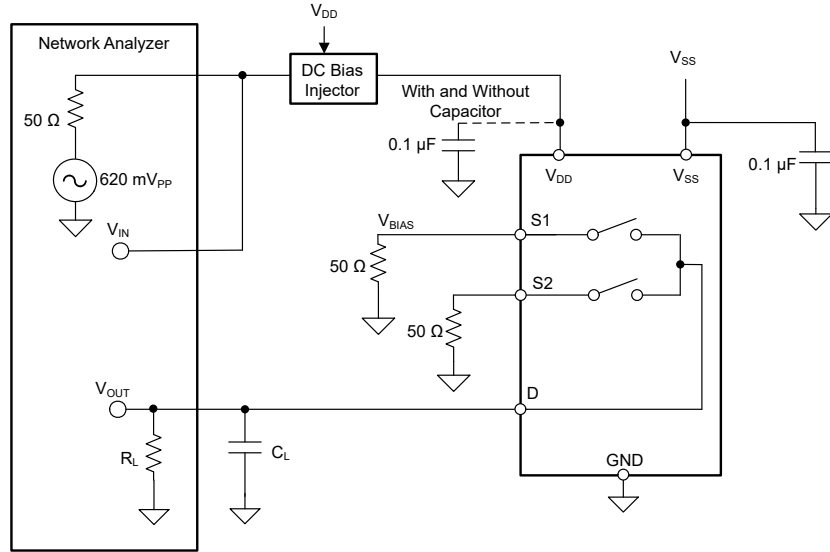 V_DD
Network Analyzer
DC Bias
Injector
V_SS
With and Without
Capacitor
50 Ω
0.1 µF
0.1 µF
620 mV_PP
V_DD
V_SS
V_IN
V_BIAS
S1
50 Ω
S2
50 Ω
V_OUT
D
R_L
C_L
GND